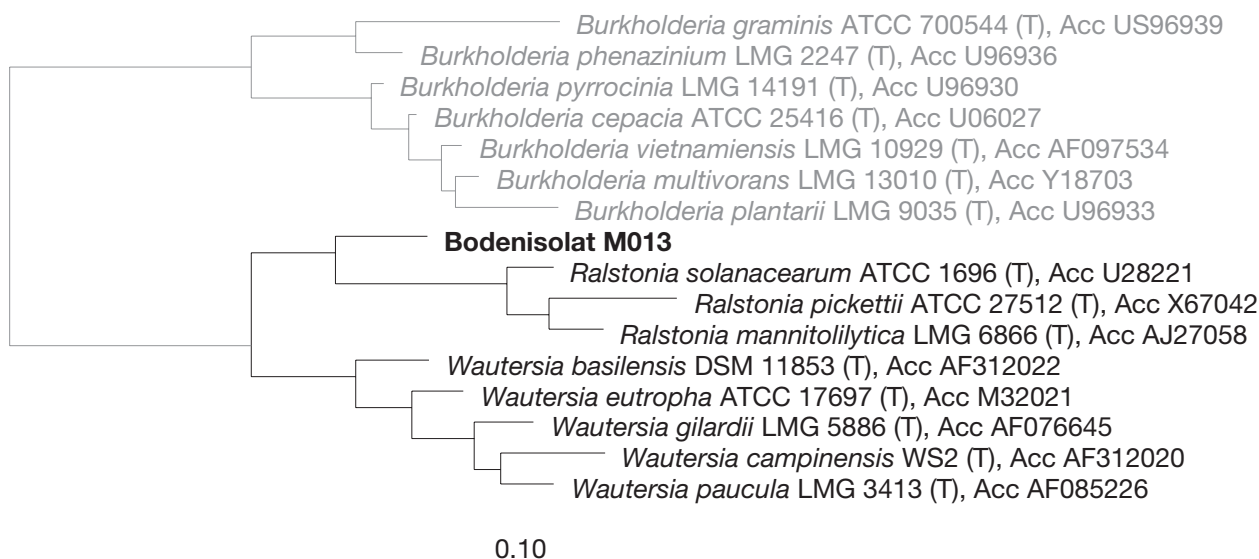 Burkholderia graminis ATCC 700544 (T), Acc US96939
Burkholderia phenazinium LMG 2247 (T), Acc U96936
Burkholderia pyrrocinia LMG 14191 (T), Acc U96930
Burkholderia cepacia ATCC 25416 (T), Acc U06027
Burkholderia vietnamiensis LMG 10929 (T), Acc AF097534
Burkholderia multivorans LMG 13010 (T), Acc Y18703
Burkholderia plantarii LMG 9035 (T), Acc U96933
Bodenisolat M013
Ralstonia solanacearum ATCC 1696 (T), Acc U28221
Ralstonia pickettii ATCC 27512 (T), Acc X67042
Ralstonia mannitolilytica LMG 6866 (T), Acc AJ27058
Wautersia basilensis DSM 11853 (T), Acc AF312022
Wautersia eutropha ATCC 17697 (T), Acc M32021
Wautersia gilardii LMG 5886 (T), Acc AF076645
Wautersia campinensis WS2 (T), Acc AF312020
Wautersia paucula LMG 3413 (T), Acc AF085226
0.10